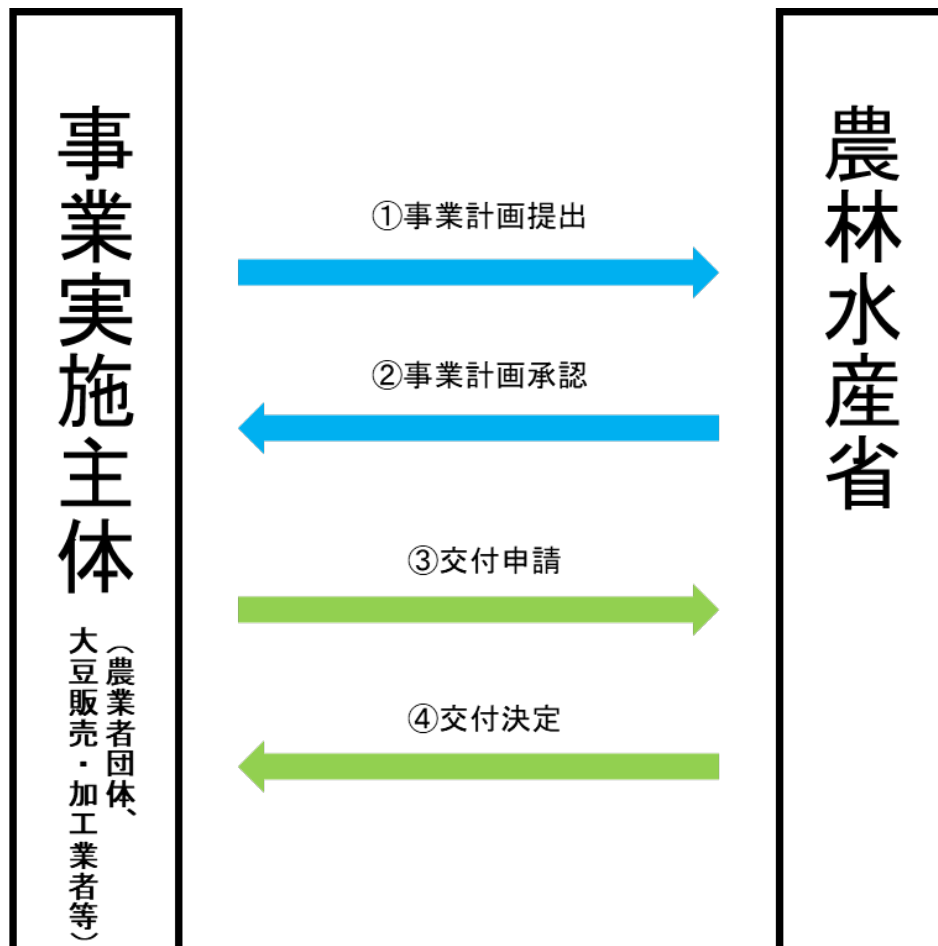 事業実施主体
（農業者団体、
大豆販売・加工業者等）
①事業計画提出
②事業計画承認
③交付申請
④交付決定
農林水産省